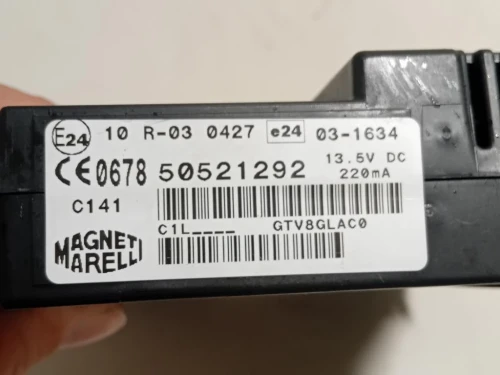 E24 10 R-03 0427 e24 03-1634
CE0678 50521292 13.5V DC
220mA
C141
C1L____ GTV8GLAC0
MAGNETI
MARELLI